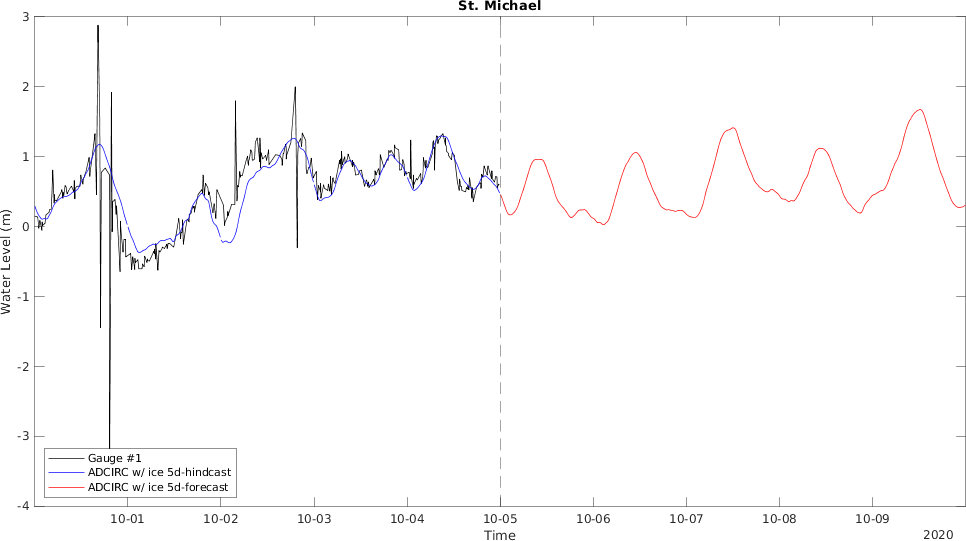 St. Michael
3
2
1
0
-1
-2
-3
-4
Water Level (m)
Gauge #1
ADCIRC w/ ice 5d-hindcast
ADCIRC w/ ice 5d-forecast
10-01 10-02 10-03 10-04 10-05 10-06 10-07 10-08 10-09
Time
2020